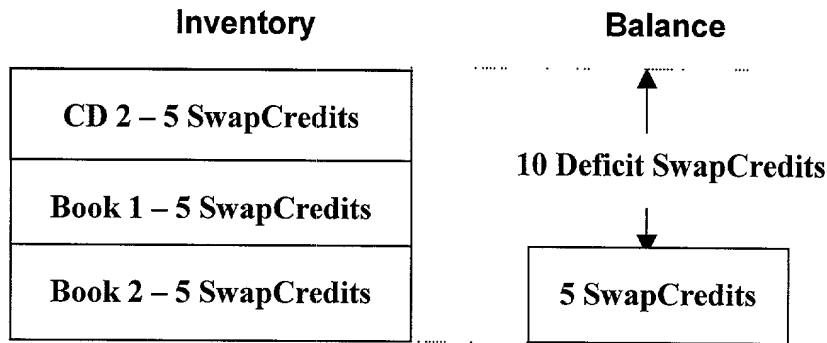 Inventory
Balance
CD 2 – 5 SwapCredits
10 Deficit SwapCredits
Book 1 – 5 SwapCredits
Book 2 – 5 SwapCredits
5 SwapCredits